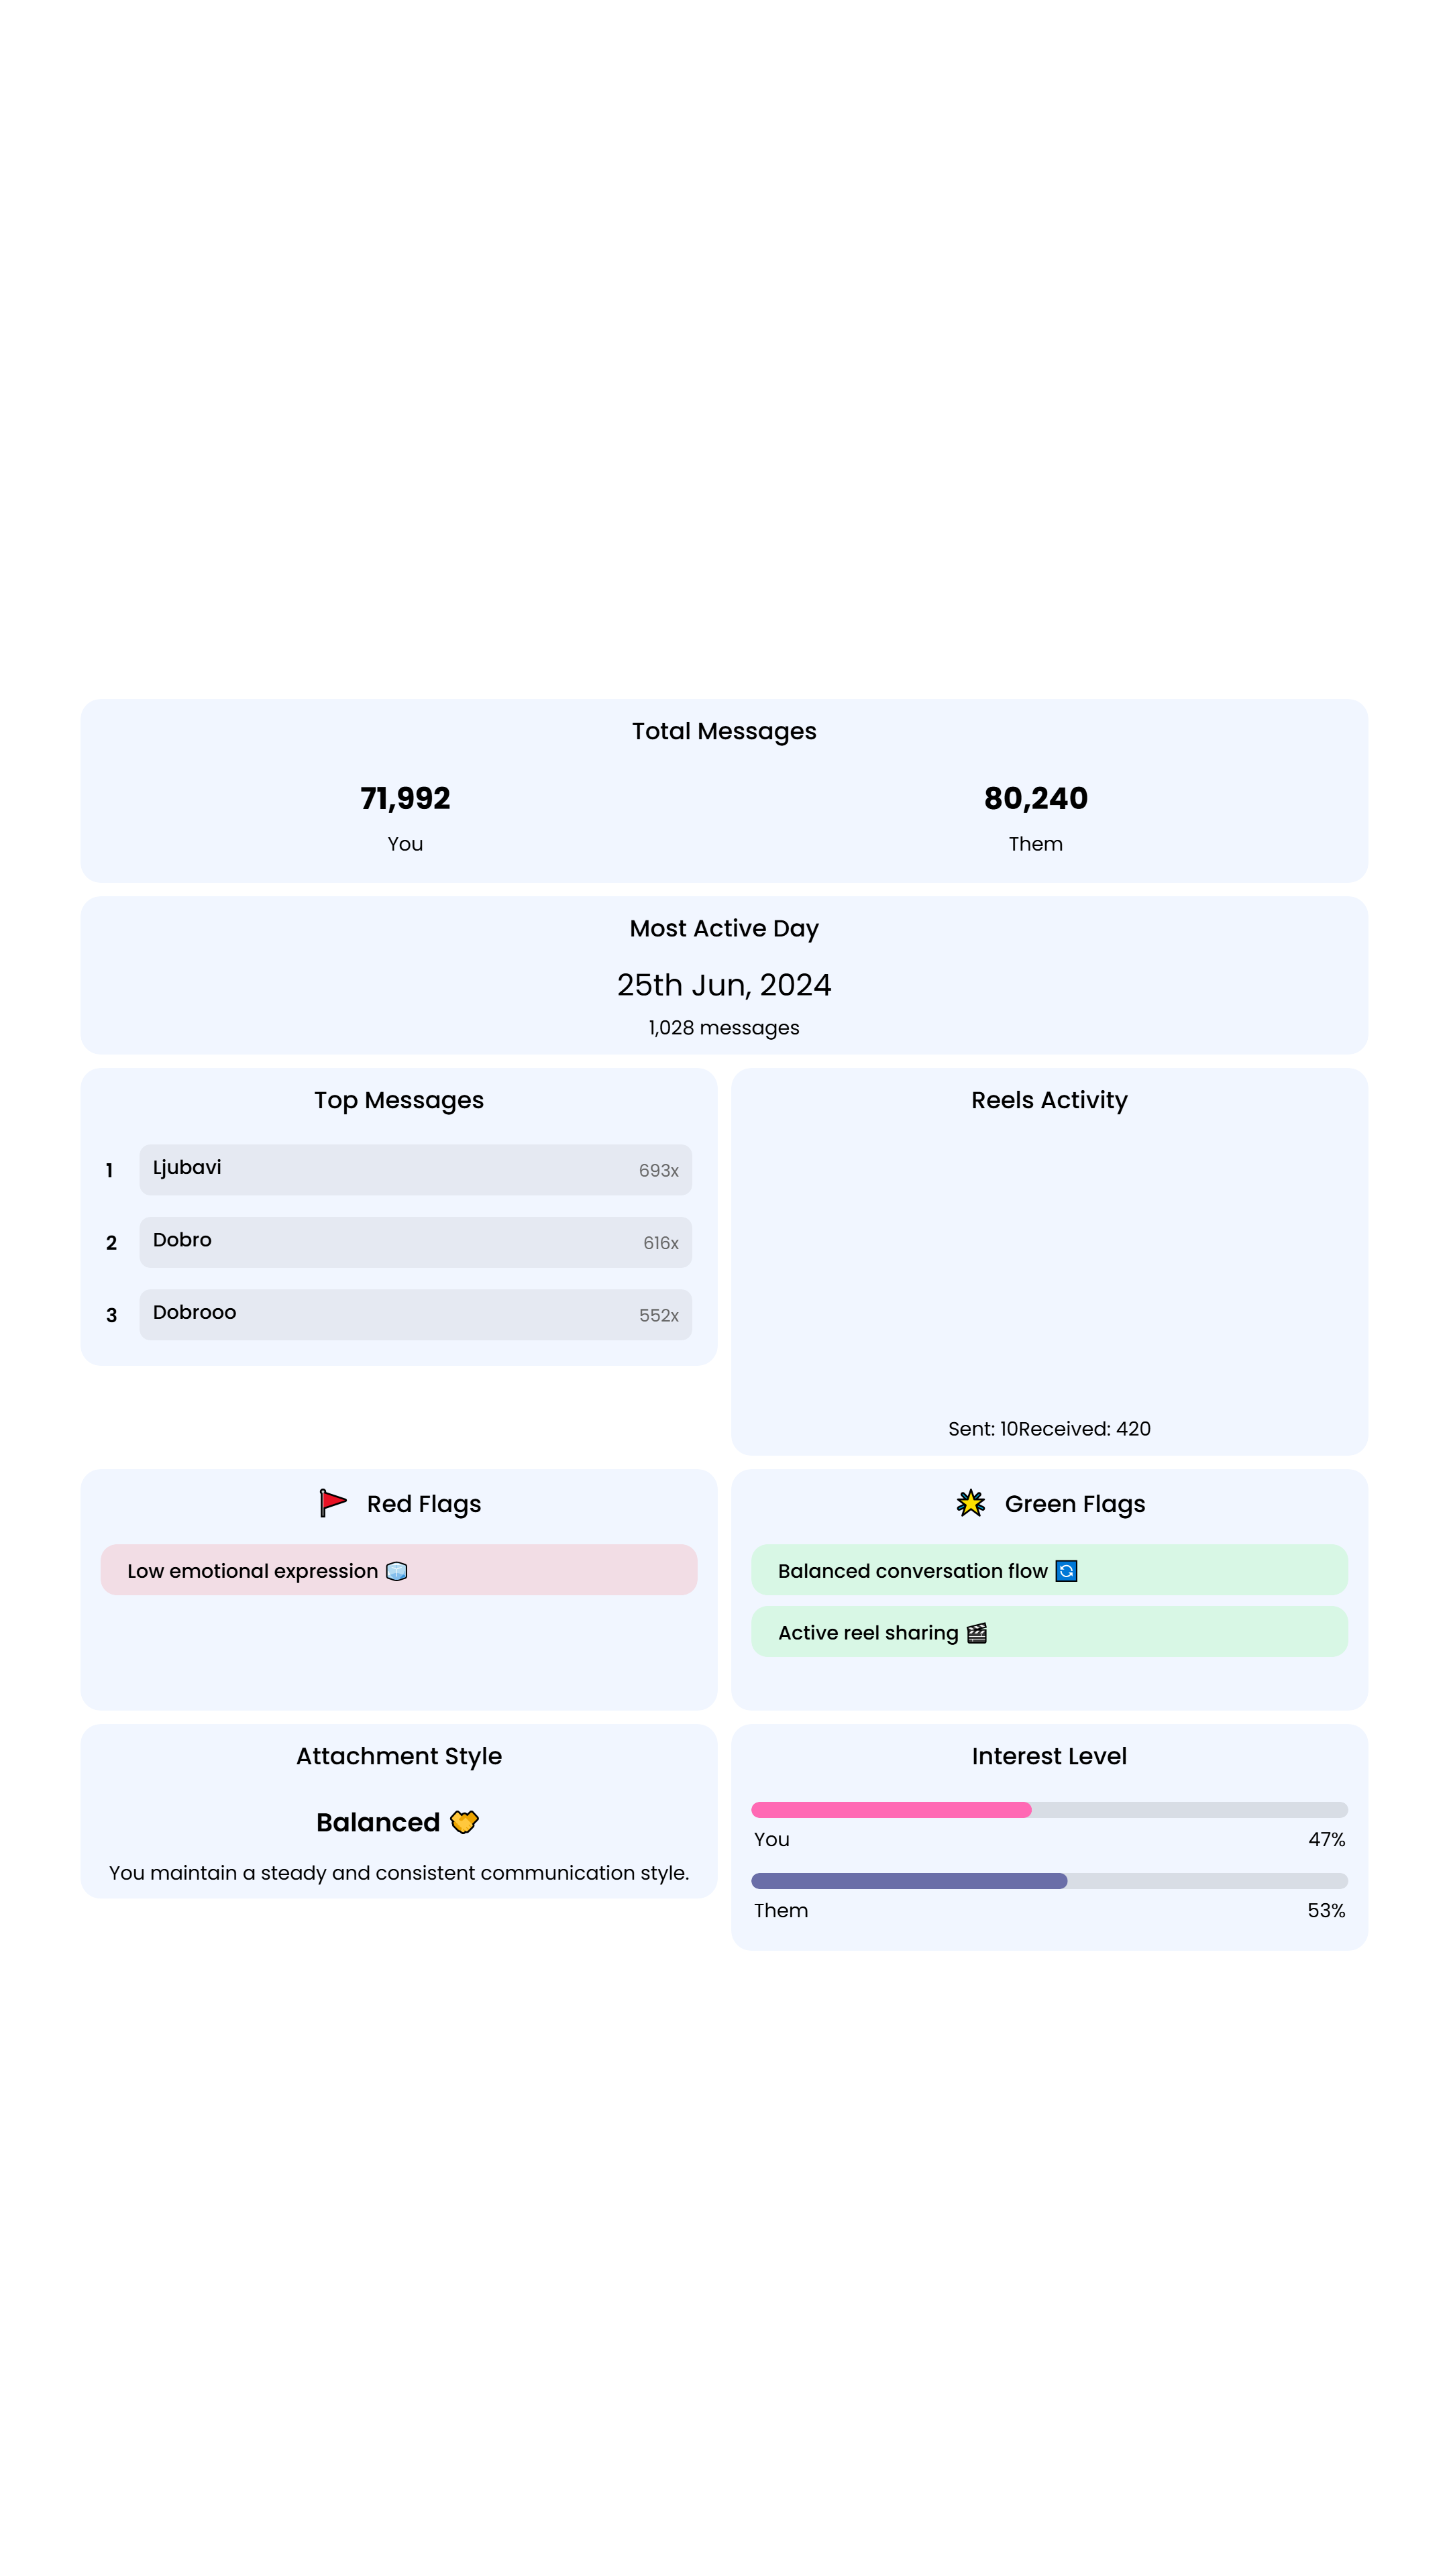 Total Messages
71,992
You
80,240
Them
Most Active Day
25th Jun, 2024
1,028 messages
Top Messages
1 Ljubavi 693x
2 Dobro 616x
3 Dobrooo 552x
Reels Activity
Sent: 10Received: 420
Red Flags
Low emotional expression
Green Flags
Balanced conversation flow
Active reel sharing
Attachment Style
Balanced
You maintain a steady and consistent communication style.
Interest Level
You 47%
Them 53%